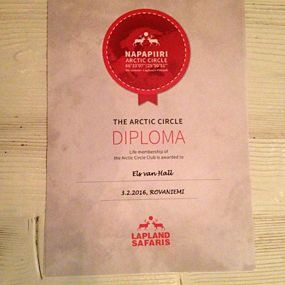 NAPAPIIRI
ARCTIC CIRCLE
THE ARCTIC CIRCLE
DIPLOMA
Life membership of
the Arctic Circle Club is awarded to
Els van Hall
3.2.2016, ROVANIEMI
LAPLAND
SAFARIS